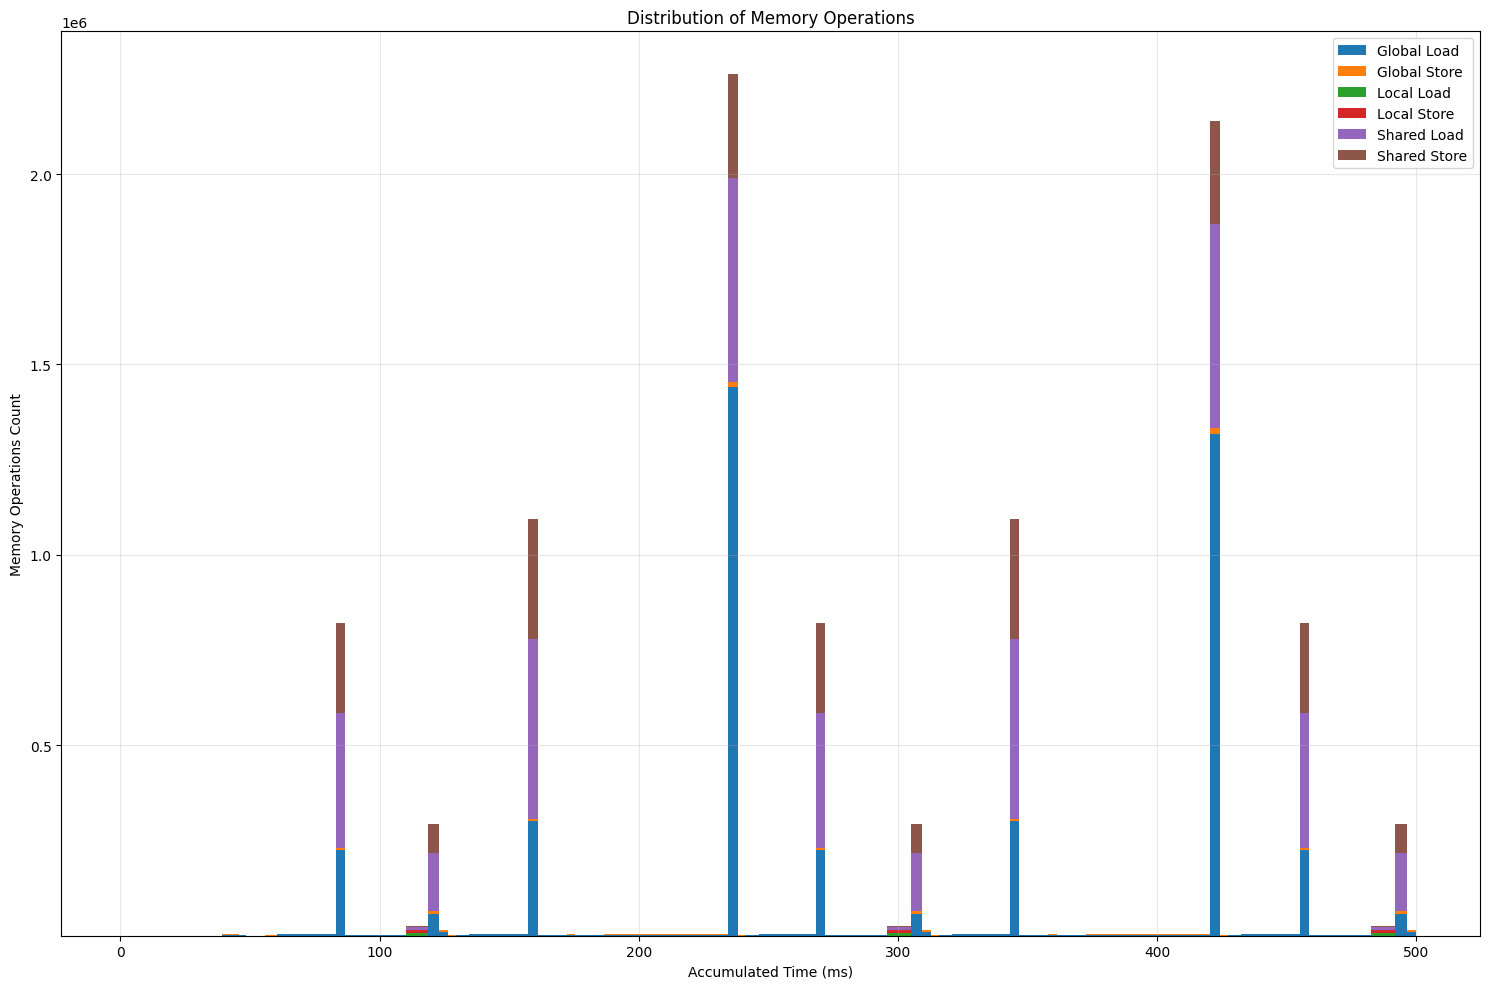 Distribution of Memory Operations
1e6
Global Load
Global Store
Local Load
Local Store
Shared Load
Shared Store
2.0
1.5
1.0
0.5
Memory Operations Count
0 100 200 300 400 500
Accumulated Time (ms)